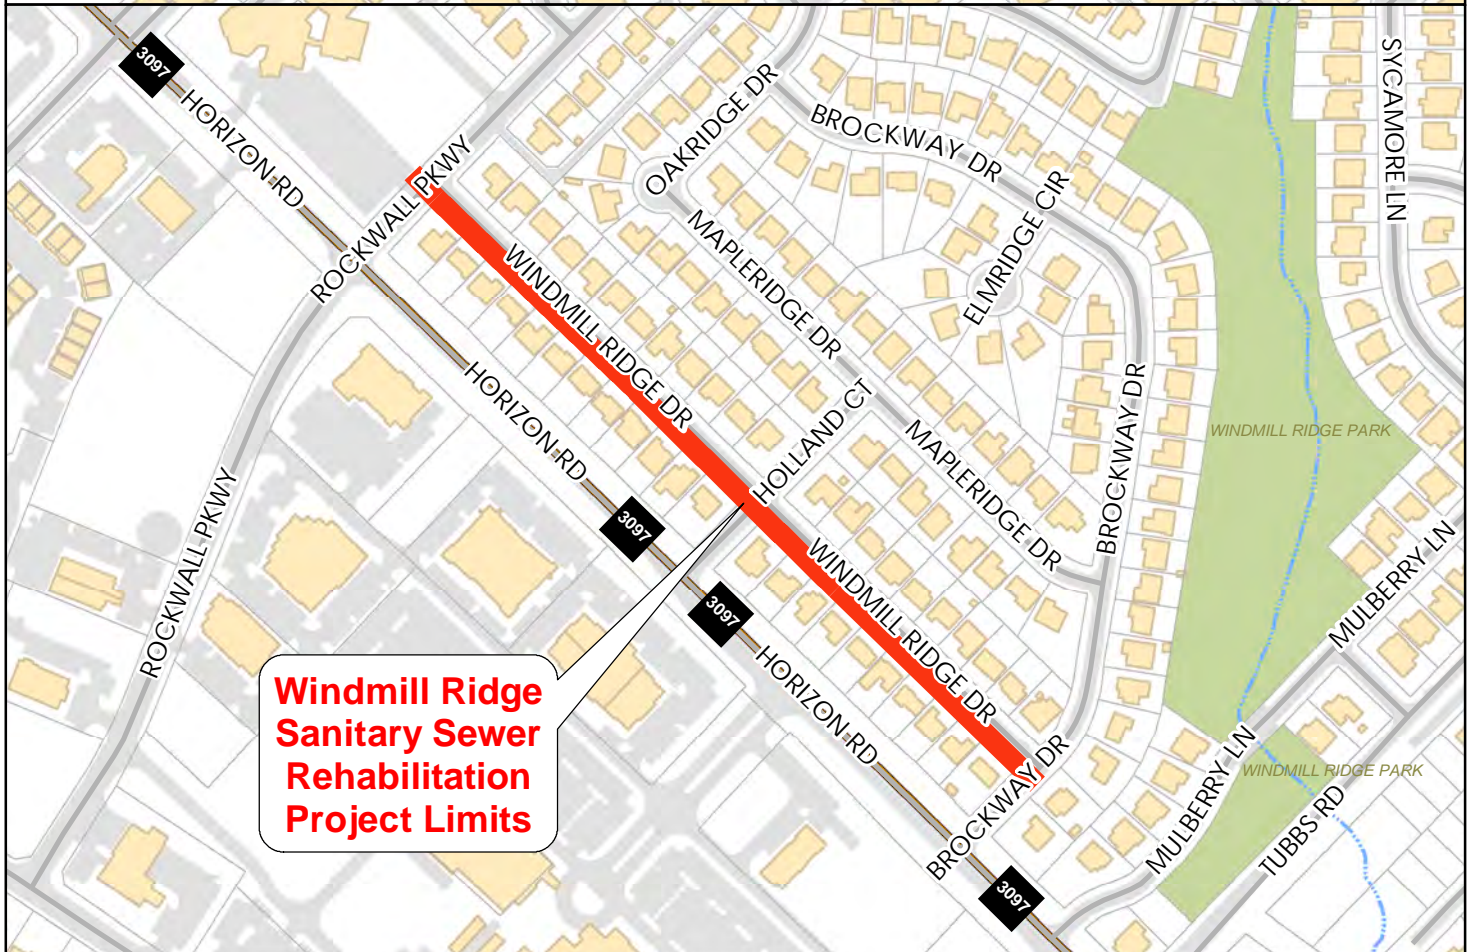 3097
HORIZON RD
ROCKWALL PKWY
OAKRIDGE DR
BROCKWAY DR
SYCAMORE LN
ELMRIDGE CIR
MAPLERIDGE DR
WINDMILL RIDGE DR
HORIZON RD
HOLLAND CT
MAPLERIDGE DR
BROCKWAY DR
WINDMILL RIDGE PARK
ROCKWALL PKWY
3097
3097
WINDMILL RIDGE DR
HORIZON RD
MULBERRY LN
Windmill Ridge
Sanitary Sewer
Rehabilitation
Project Limits
BROCKWAY DR
MULBERRY LN
WINDMILL RIDGE PARK
TUBBS RD
3097